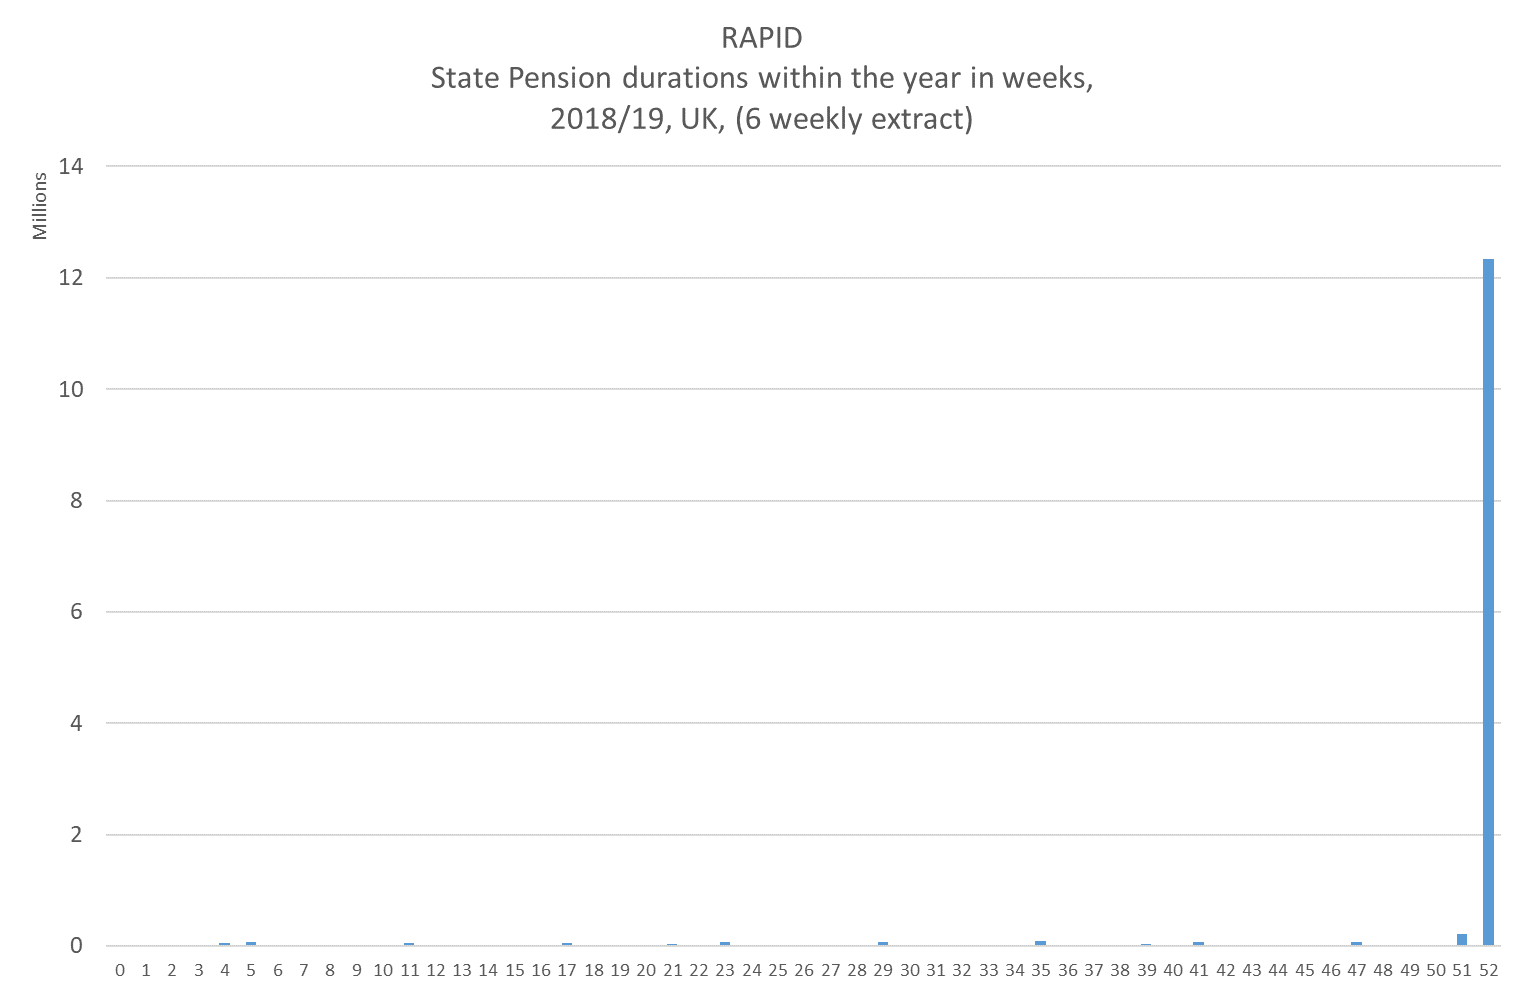 RAPID
State Pension durations within the year in weeks,
2018/19, UK, (6 weekly extract)
Millions
14
12
10
8
6
4
2
0
0 1 2 3 4 5 6 7 8 9 10 11 12 13 14 15 16 17 18 19 20 21 22 23 24 25 26 27 28 29 30 31 32 33 34 35 36 37 38 39 40 41 42 43 44 45 46 47 48 49 50 51 52